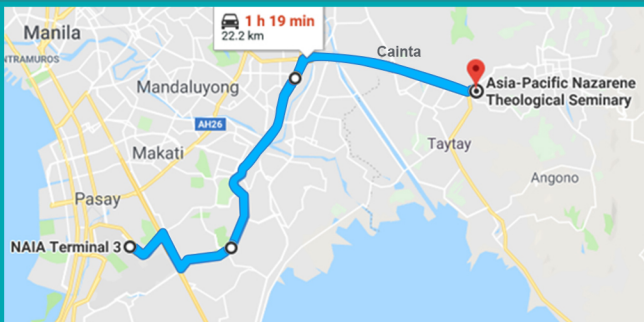 Manila
1 h 19 min
22.2 km
NTRAMUROS
Cainta
Mandaluyong
Asia-Pacific Nazarene
Theological Seminary
AH26
Makati
Taytay
Angono
Pasay
NAIA Terminal 3